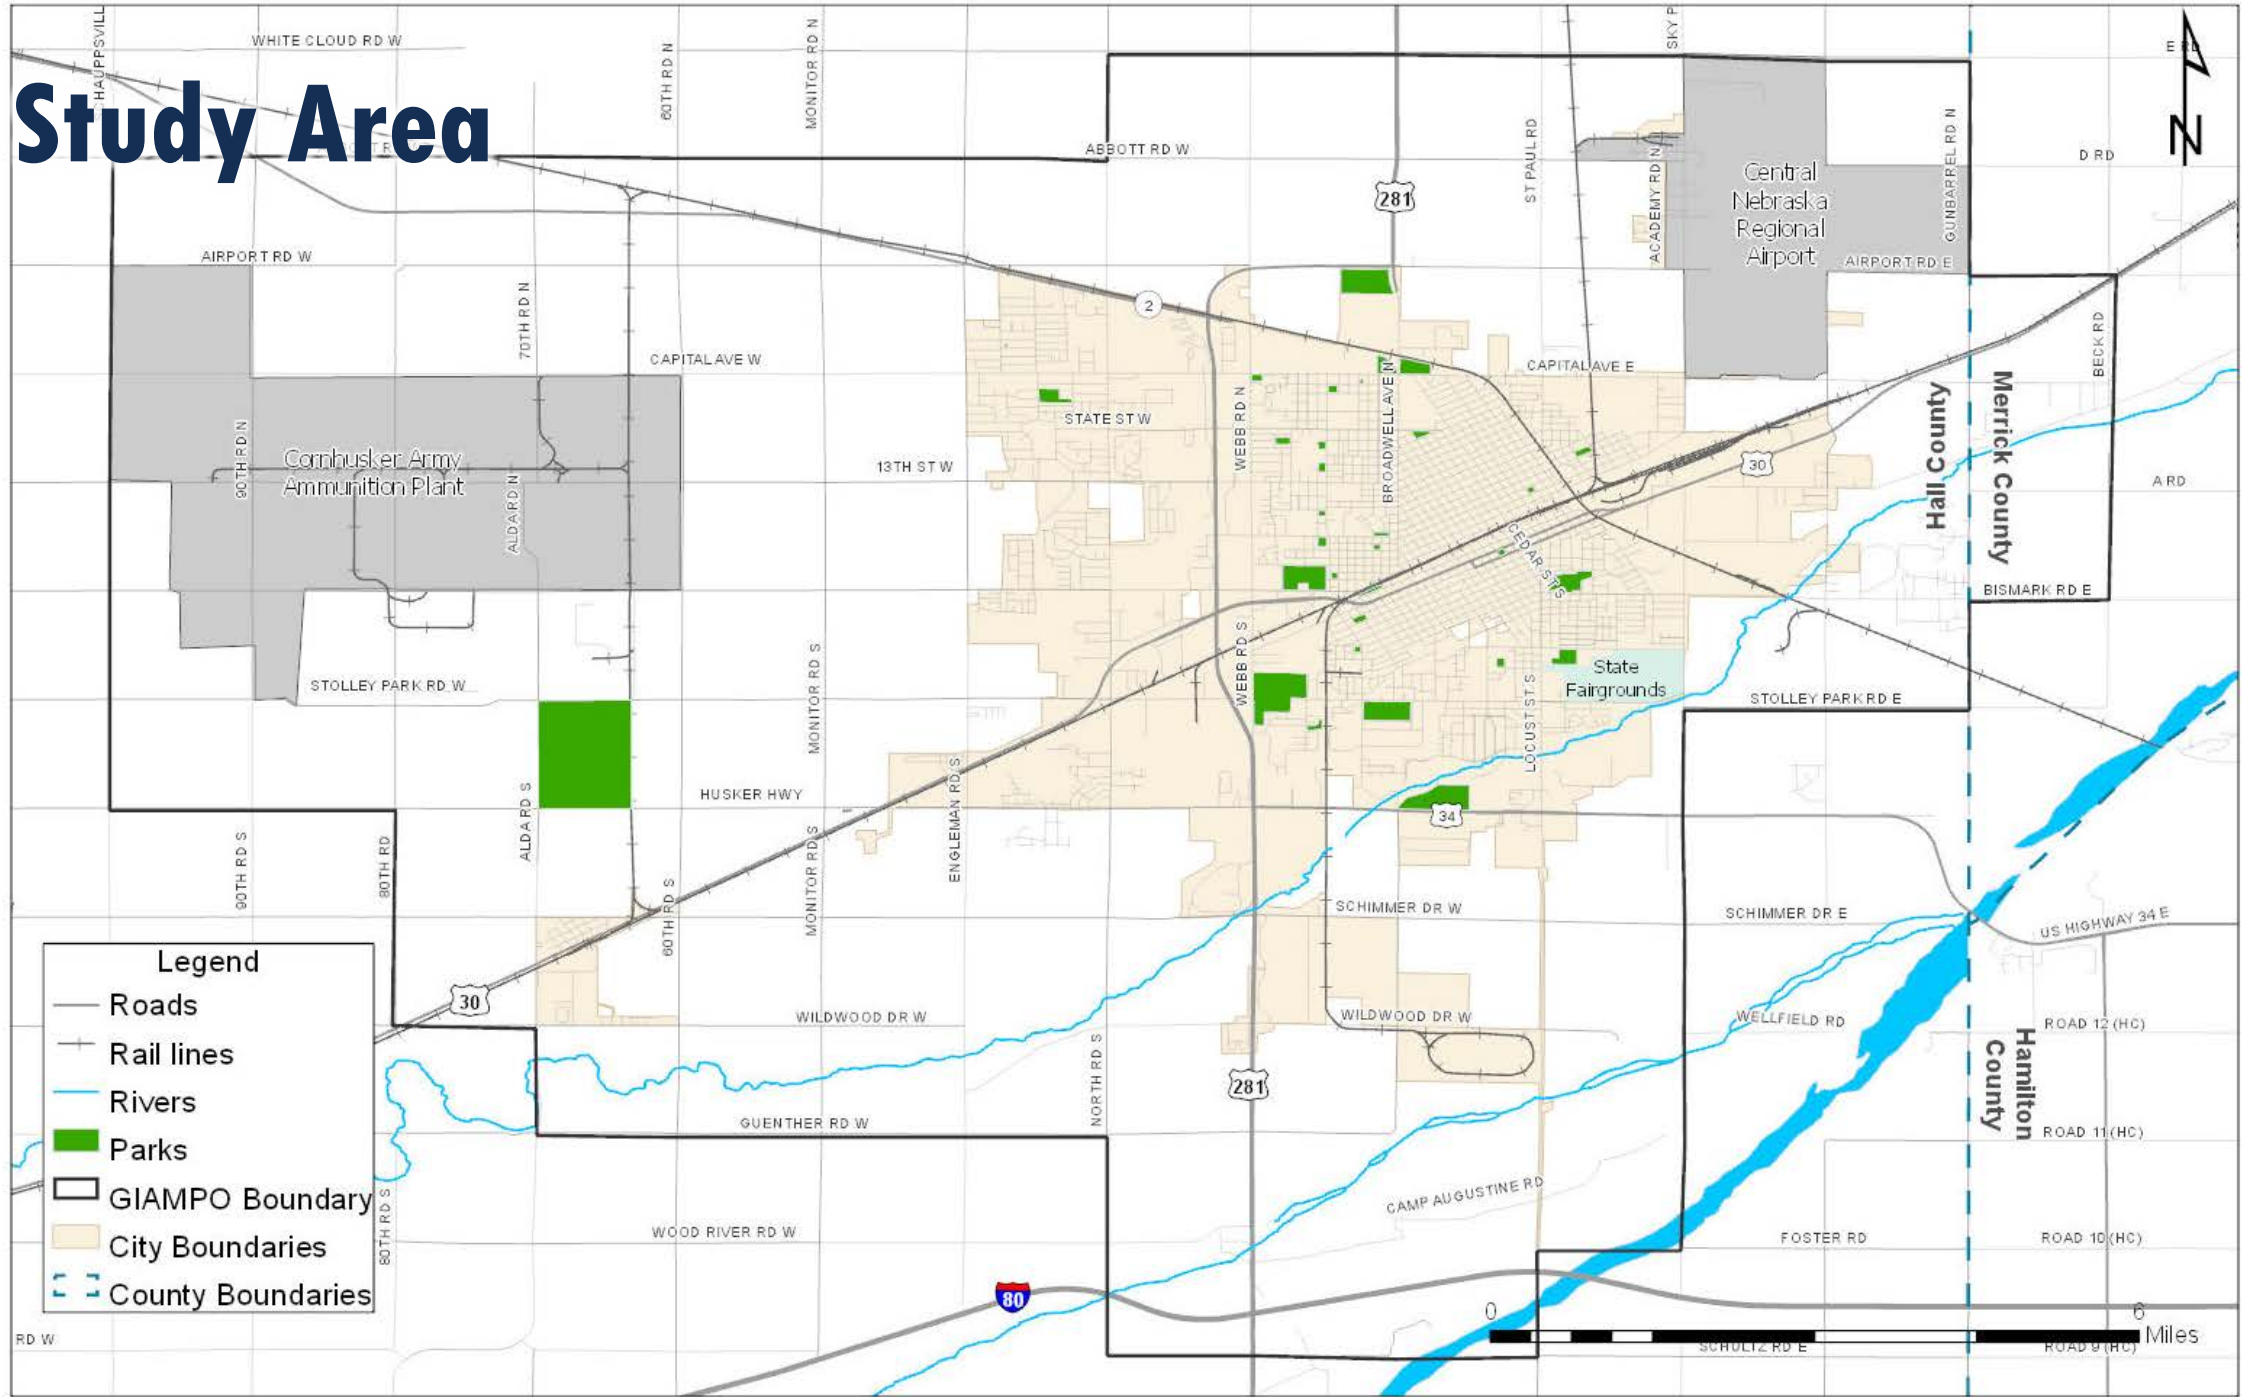 Study Area
WHITE CLOUD RD W
60TH RD N
MONITOR RD N
E RD
N
D RD
ABBOTT RD W
281
ST PAUL RD
ACADEMY RD N
Central
Nebraska
Regional
Airport
GUNBARREL RD N
AIRPORT RD W
AIRPORT RD E
2
70TH RD N
CAPITAL AVE W
CAPITAL AVE E
BECK RD
STATE ST W
WEBB RD N
BROADWELL AVE N
Hall County
Merrick County
90TH RD N
Cornhusker Army
Ammunition Plant
ALDA RD N
13TH ST W
30
A RD
CEDAR ST S
BISMARK RD E
STOLLEY PARK RD W
MONITOR RD S
WEBB RD S
LOCUST ST S
State
Fairgrounds
STOLLEY PARK RD E
ALDA RD S
HUSKER HWY
ENGLEMAN RD S
34
90TH RD S
80TH RD
60TH RD S
MONITOR RD S
SCHIMMER DR W
SCHIMMER DR E
US HIGHWAY 34 E
30
WILDWOOD DR W
WILDWOOD DR W
WELLFIELD RD
ROAD 12 (HC)
Hamilton
County
NORTH RD S
281
GUENTHER RD W
ROAD 11 (HC)
CAMP AUGUSTINE RD
80TH RD S
WOOD RIVER RD W
FOSTER RD
ROAD 10 (HC)
80
RD W
SCHULTZ RD E
ROAD 9 (HC)
Legend
Roads
Rail lines
Rivers
Parks
GIAMPO Boundary
City Boundaries
County Boundaries
0
6
Miles